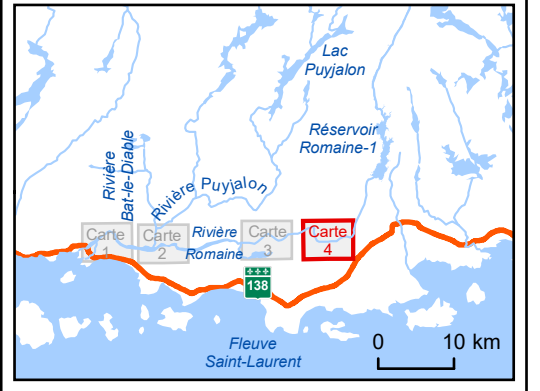 Lac
Puyjalon
Réservoir
Romaine-1
Rivière
Bat-le-Diable
Rivière Puyjalon
Carte
1
Carte
2
Rivière
Romaine
Carte
3
Carte
4
138
Fleuve
Saint-Laurent
0 10 km